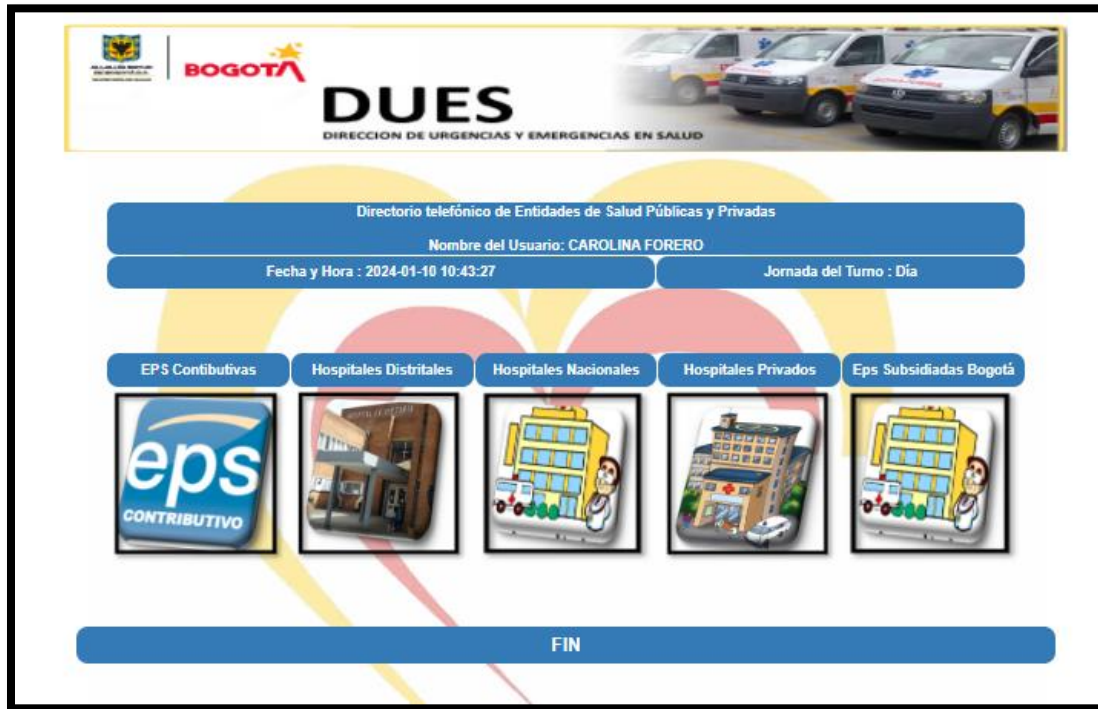 BOGOTÁ
DUES
DIRECCION DE URGENCIAS Y EMERGENCIAS EN SALUD
Directorio telefónico de Entidades de Salud Públicas y Privadas
Nombre del Usuario: CAROLINA FORERO
Fecha y Hora : 2024-01-10 10:43:27
Jornada del Turno : Día
EPS Contibutivas
Hospitales Distritales
Hospitales Nacionales
Hospitales Privados
Eps Subsidiadas Bogotá
eps
CONTRIBUTIVO
FIN